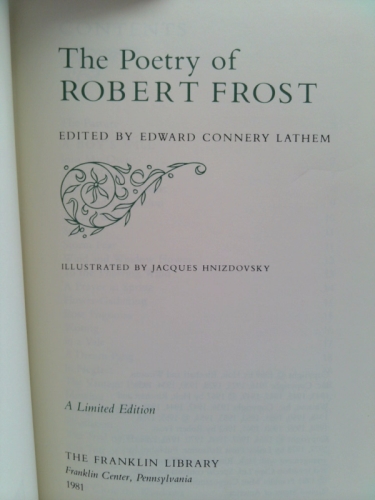 The Poetry of
ROBERT FROST
EDITED BY EDWARD CONNERY LATHEM
ILLUSTRATED BY JACQUES HNIZDOVSKY
A Limited Edition
THE FRANKLIN LIBRARY
Franklin Center, Pennsylvania
1981